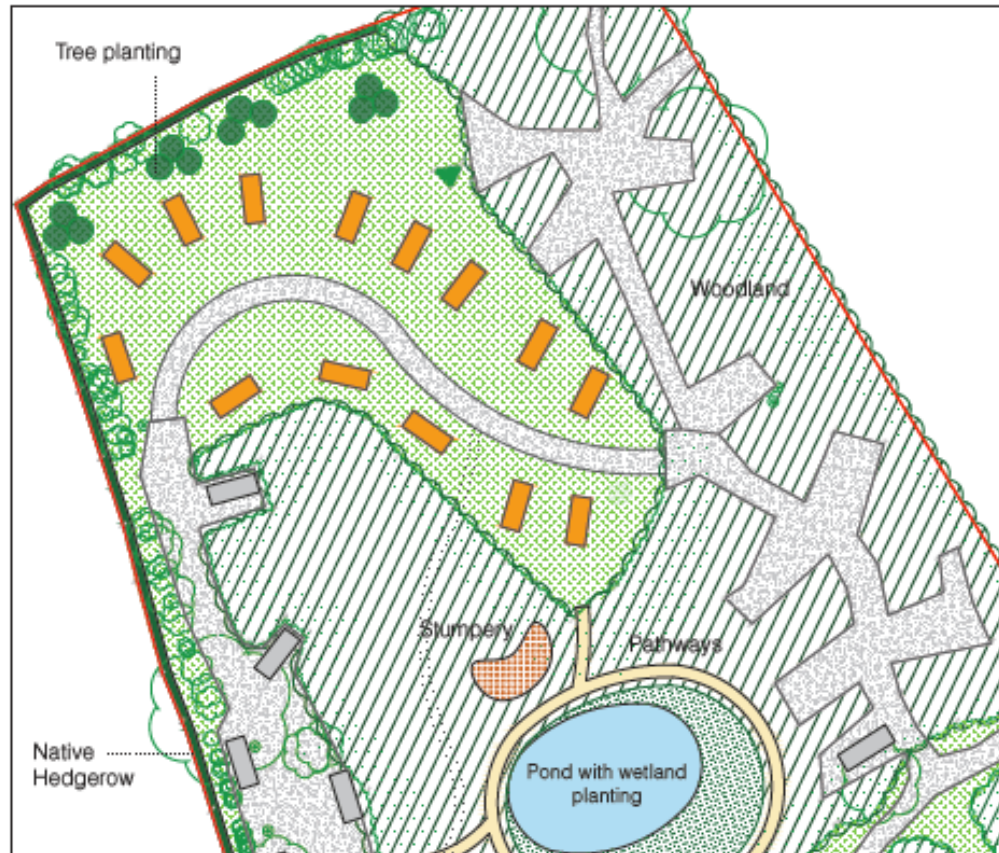 Tree planting
Woodland
Stumpery
Pathways
Native
Hedgerow
Pond with wetland
planting